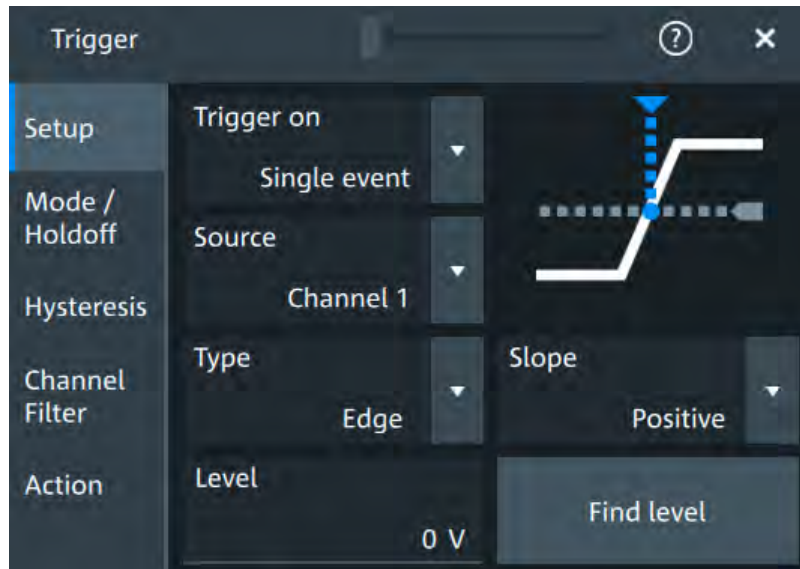 Trigger
?
Setup
Mode /
Holdoff
Hysteresis
Channel
Filter
Action
Trigger on
Single event
Source
Channel 1
Type
Edge
Slope
Positive
Level
0 V
Find level